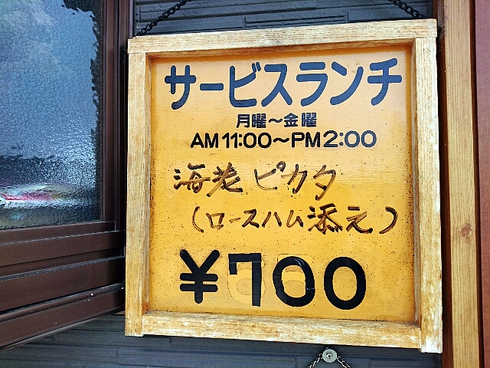 サービスランチ
月曜～金曜
AM11:00～PM2:00
海老ピカタ
(ロースハム添え)
¥700